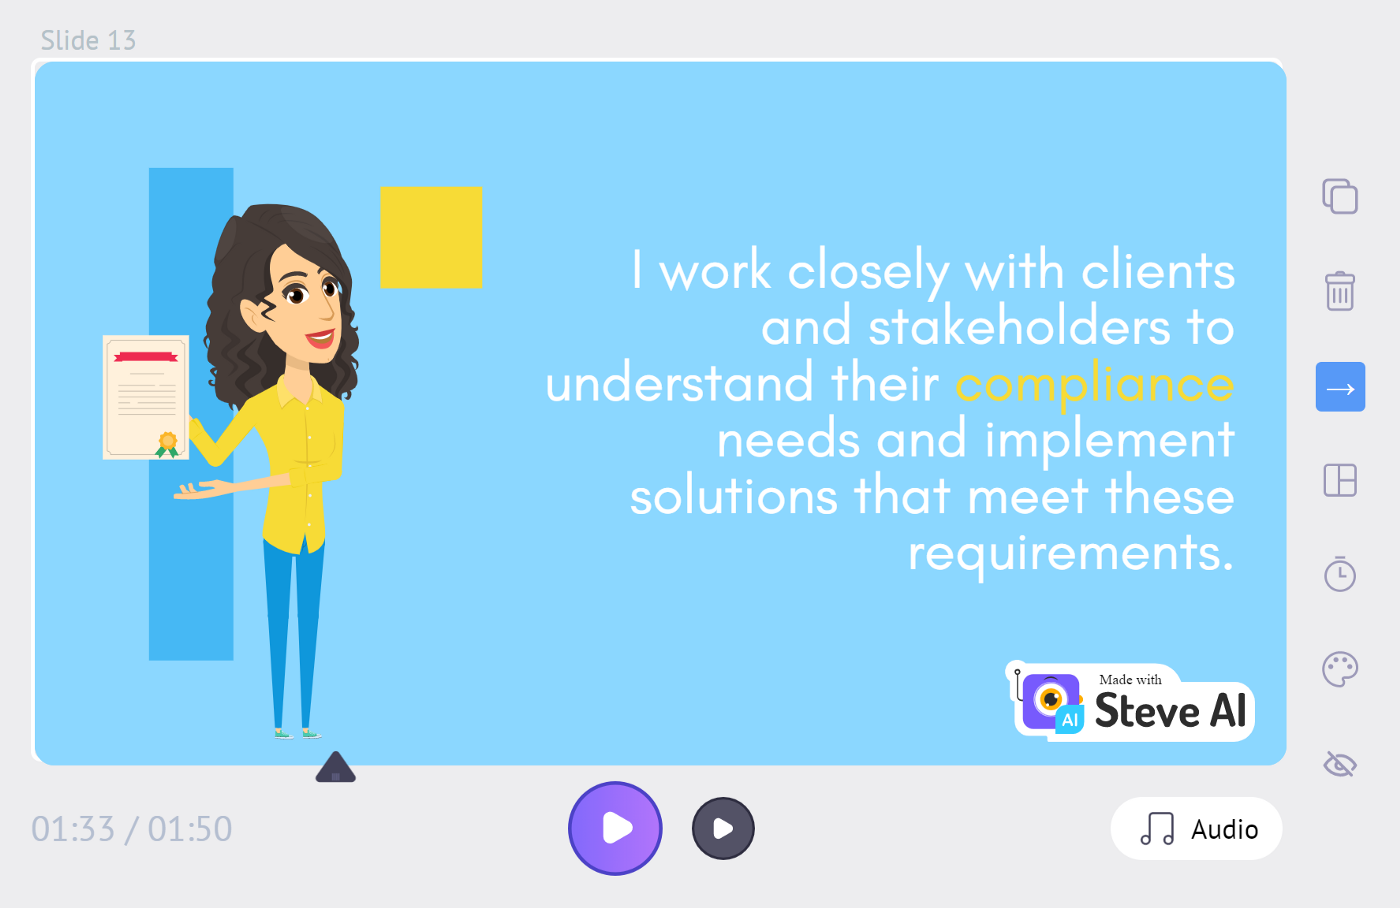 Slide 13
I work closely with clients
and stakeholders to
understand their compliance
needs and implement
solutions that meet these
requirements.
Made with
AI
Steve AI
01:33 / 01:50
Audio